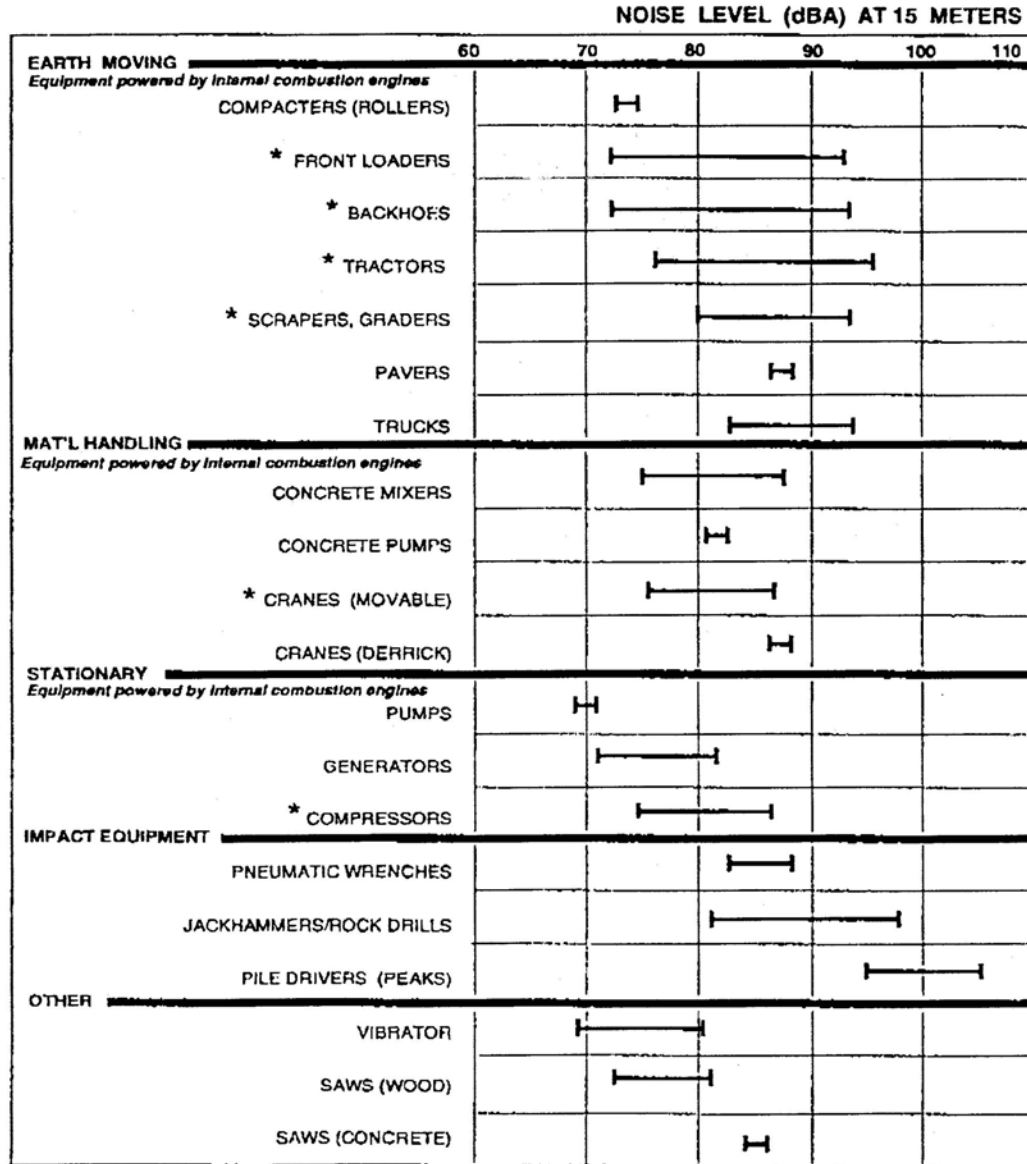 NOISE LEVEL (dBA) AT 15 METERS
60 70 80 90 100 110
EARTH MOVING
Equipment powered by internal combustion engines
COMPACTERS (ROLLERS)
* FRONT LOADERS
* BACKHOES
* TRACTORS
* SCRAPERS, GRADERS
PAVERS
TRUCKS
MAT'L HANDLING
Equipment powered by internal combustion engines
CONCRETE MIXERS
CONCRETE PUMPS
* CRANES (MOVABLE)
CRANES (DERRICK)
STATIONARY
Equipment powered by internal combustion engines
PUMPS
GENERATORS
* COMPRESSORS
IMPACT EQUIPMENT
PNEUMATIC WRENCHES
JACKHAMMERS/ROCK DRILLS
PILE DRIVERS (PEAKS)
OTHER
VIBRATOR
SAWS (WOOD)
SAWS (CONCRETE)